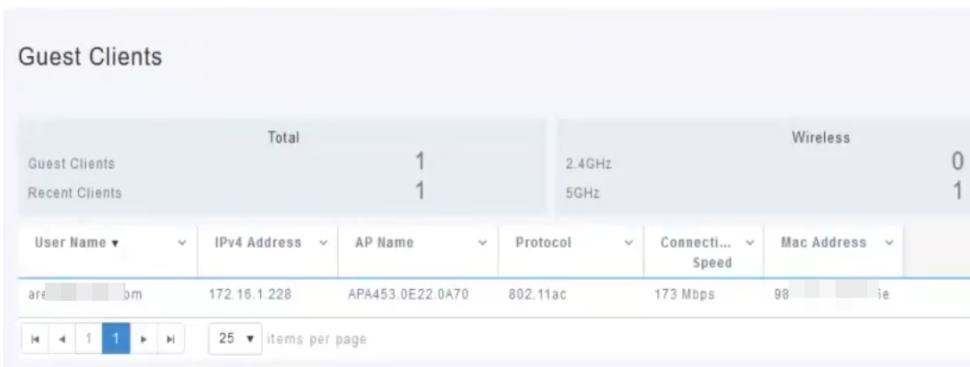 Guest Clients
Total
Guest Clients 1
Recent Clients 1
Wireless
2.4GHz 0
5GHz 1
User Name IPv4 Address AP Name Protocol Connecti... Speed Mac Address
172.16.1.228 APA453.0E22.0A70 802.11ac 173 Mbps
1 1 25 items per page